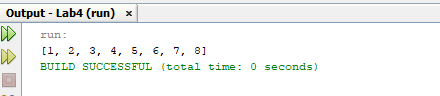 Output - Lab4 (run)
run:
[1, 2, 3, 4, 5, 6, 7, 8]
BUILD SUCCESSFUL (total time: 0 seconds)